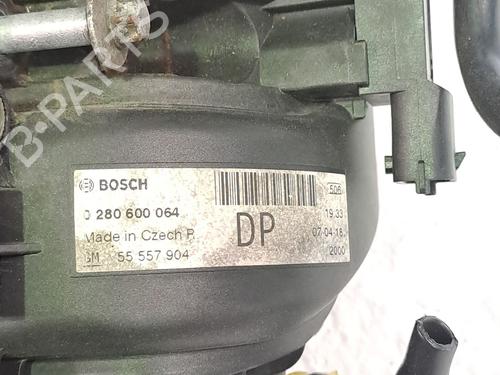 B-PARTS
BOSCH
0 280 600 064
Made in Czech R.
GM 55 557 904
DP
506
19:33
07-04-18
2000